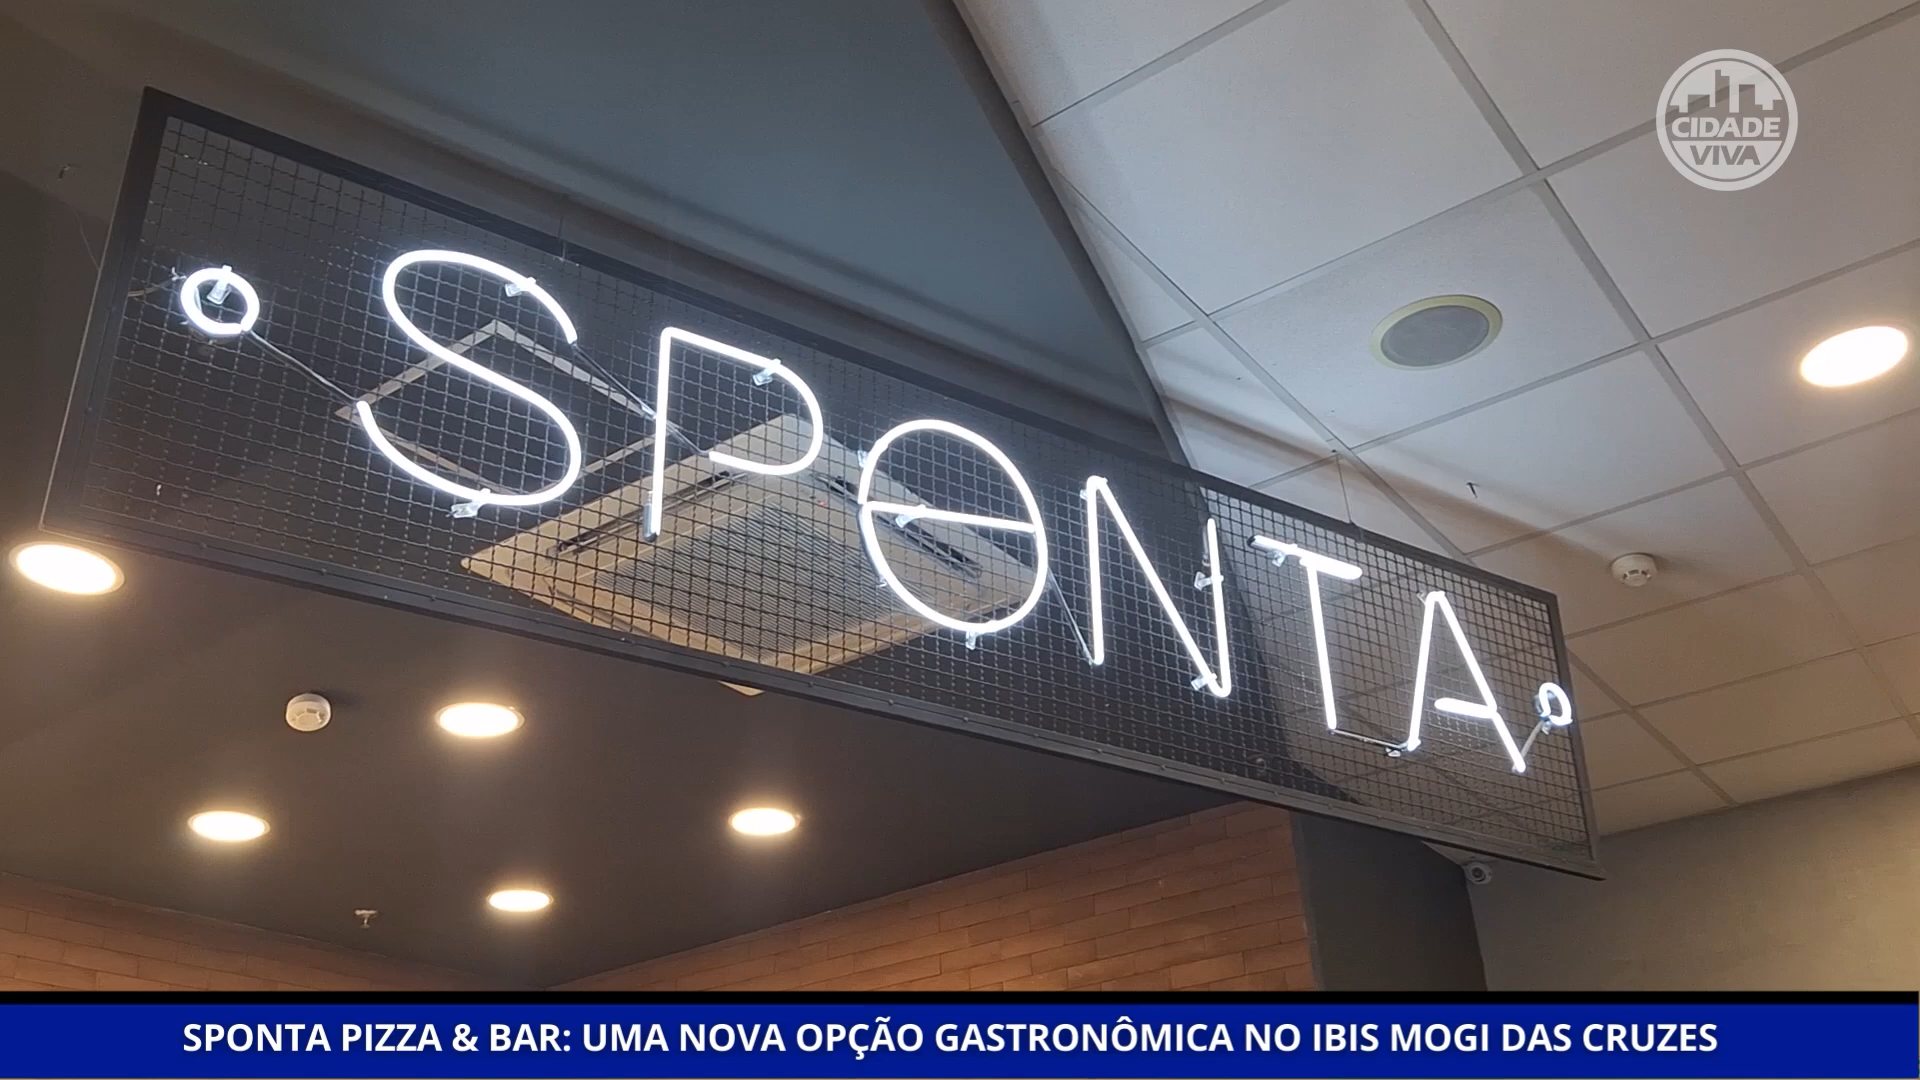 CIDADE
VIVA
SPONTA
SPONTA PIZZA & BAR: UMA NOVA OPÇÃO GASTRONÔMICA NO IBIS MOGI DAS CRUZES